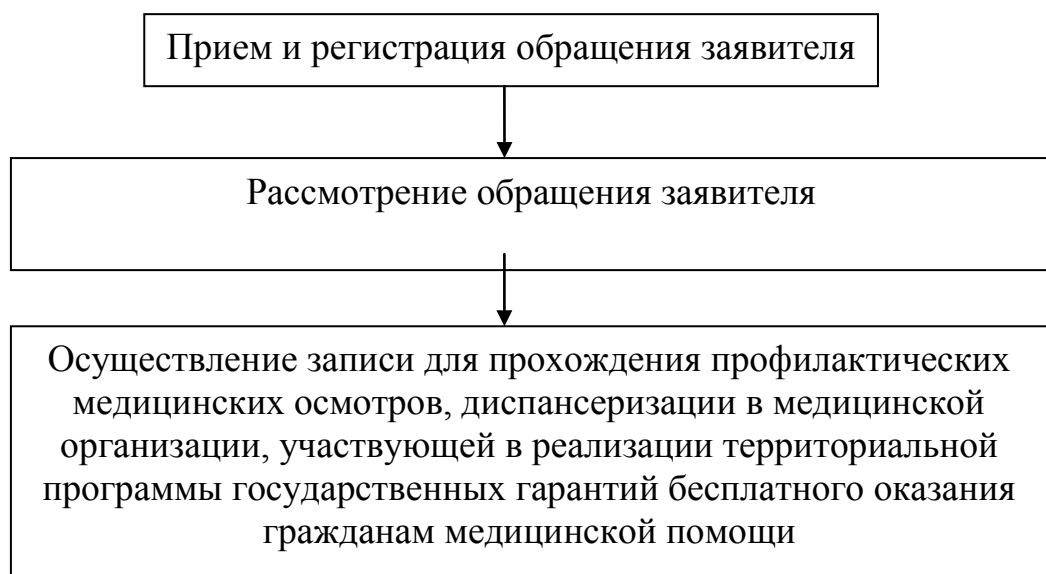 Прием и регистрация обращения заявителя
Рассмотрение обращения заявителя
Осуществление записи для прохождения профилактических
медицинских осмотров, диспансеризации в медицинской
организации, участвующей в реализации территориальной
программы государственных гарантий бесплатного оказания
гражданам медицинской помощи